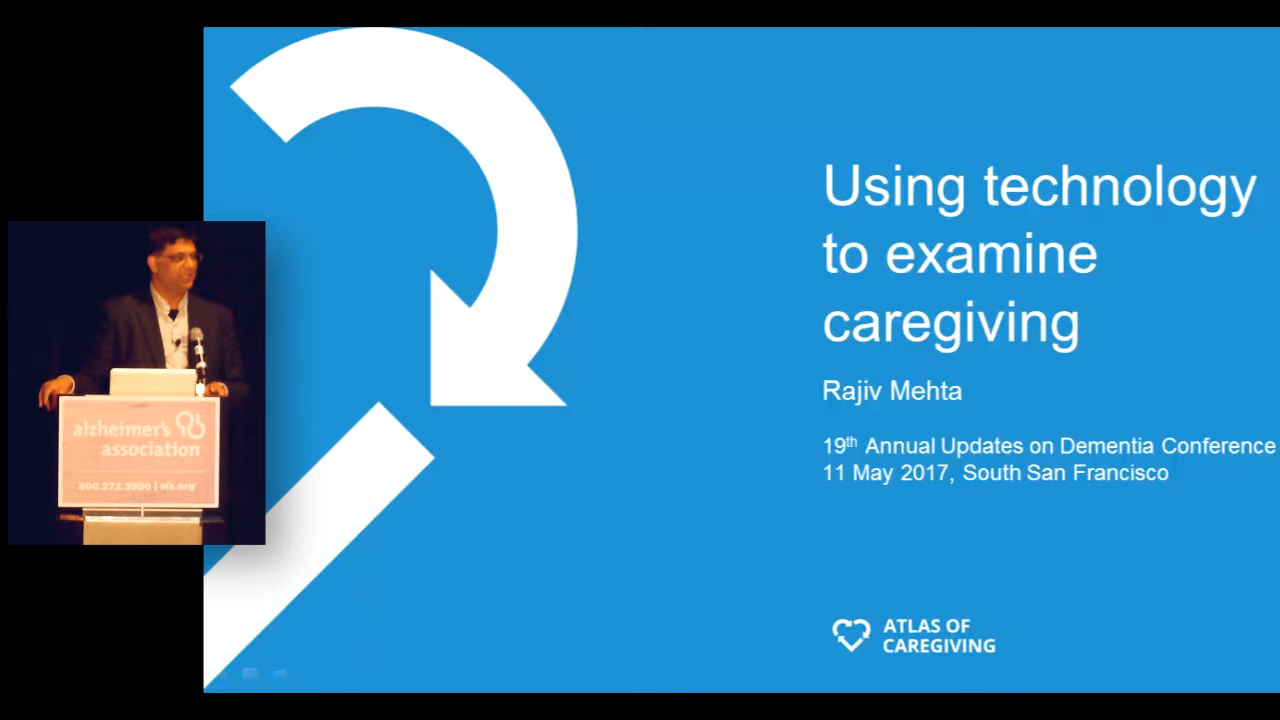 Using technology
to examine
caregiving
Rajiv Mehta
19th Annual Updates on Dementia Conference
11 May 2017, South San Francisco
ATLAS OF
CAREGIVING
alzheimer's
association
800.272.3900 | alz.org